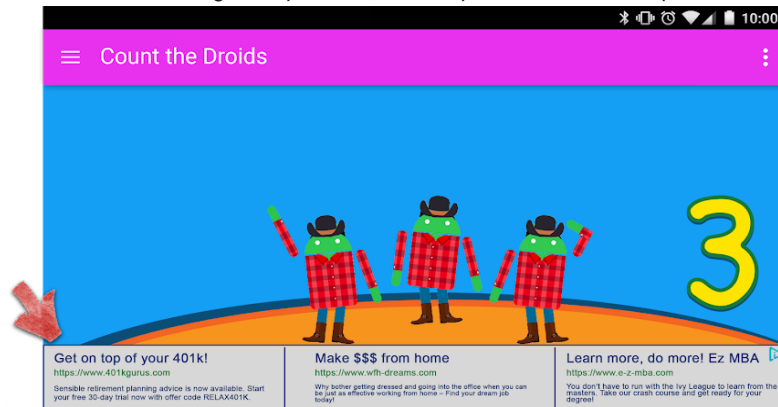 10:00
Count the Droids
3
Get on top of your 401k!
https://www.401kgurus.com
Sensible retirement planning advice is now available. Start
your free 30-day trial now with offer code RELAX401K.
Make $$$ from home
https://www.wfh-dreams.com
Why bother getting dressed and going into the office when you can
be just as effective working from home – Find your dream job
today!
Learn more, do more! Ez MBA
https://www.e-z-mba.com
You don't have to run with the Ivy League to learn from the
masters. Take our crash course and get ready for your
degree!